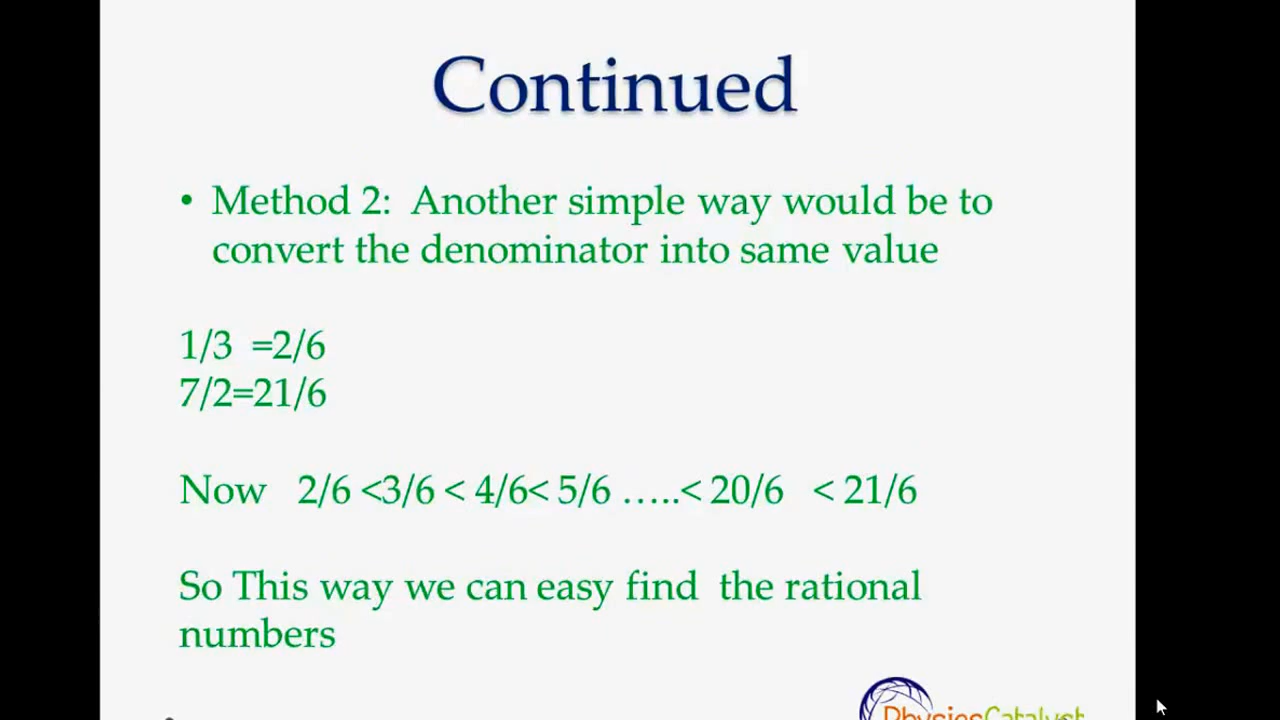 Continued
• Method 2: Another simple way would be to
convert the denominator into same value
1/3 =2/6
7/2=21/6
Now 2/6 <3/6 < 4/6< 5/6 …..< 20/6 < 21/6
So This way we can easy find the rational
numbers
PhysicsCatalyst